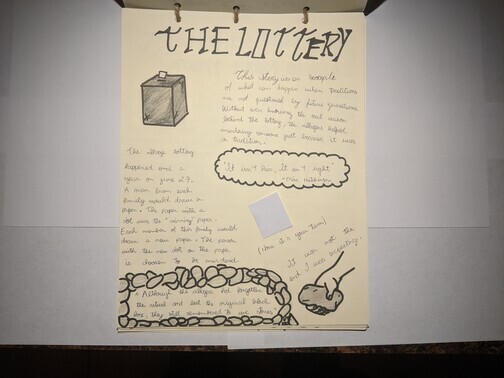 THE LOTTERY
This story is an example
of what can happen when traditions
are not questioned by future generations.
Without even knowing the real reason
behind the lottery, the villagers helped
murdering someone just because it was
a tradition.
The village lottery
happened once a
year on june 27.
A man from each
family would draw a
paper. The paper with a
dot was the "winning" paper.
Each member of this family would
draw a new paper. The person
with the new dot on the paper
is chosen to be murdered
"It isn't fair, it isn't right"
- Mrs. Hutchinson
(Now it's your turn)
It was not the
end I was expecting.
"Although the villagers had forgotten
the ritual and lost the original black
box, they still remembered to use stones"